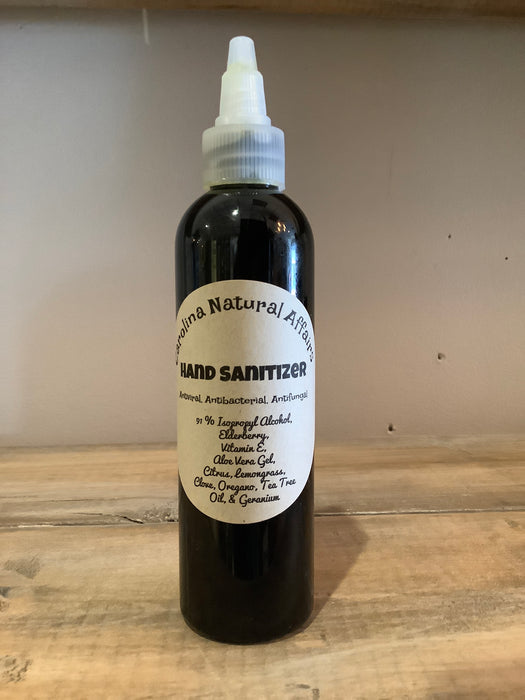 Carolina Natural Affairs
Hand Sanitizer
Antiviral, Antibacterial, Antifungal
91 % Isopropyl Alcohol,
Elderberry,
Vitamin E,
Aloe Vera Gel,
Citrus, Lemongrass,
Clove, Oregano, Tea Tree
Oil, & Geranium